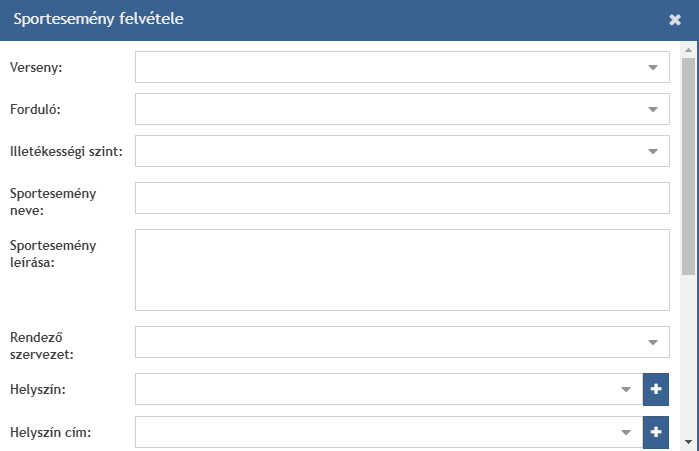 Sportesemény felvétele
Verseny:
Forduló:
Illetékességi szint:
Sportesemény
neve:
Sportesemény
leírása:
Rendező
szervezet:
Helyszín:
Helyszín cím: